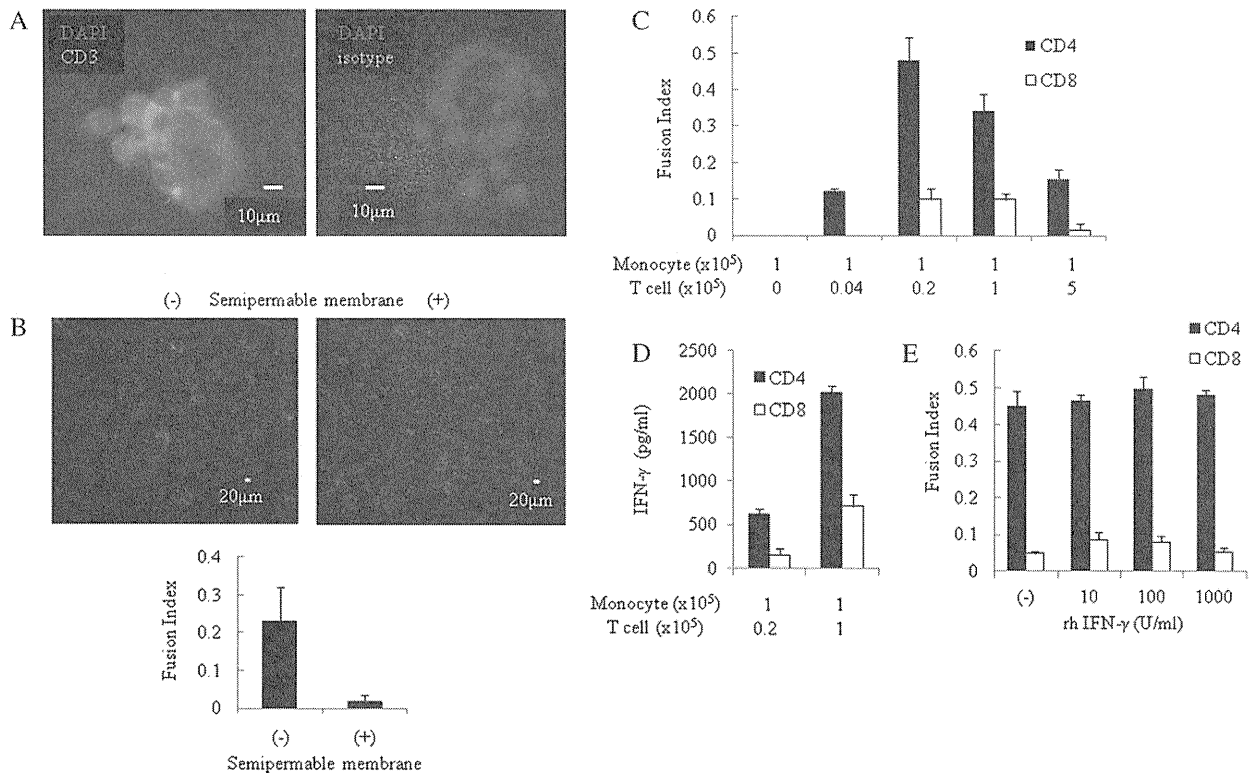 A
DAPI
CD3
10μm
DAPI
isotype
10μm
(-) Semipermable membrane (+)
B
20μm
20μm
0.4
0.3
0.2
0.1
0
Fusion Index
(-) (+)
Semipermable membrane
C
0.6
0.5
0.4
0.3
0.2
0.1
0
Fusion Index
CD4
CD8
Monocyte (x10⁵) 1 1 1 1 1
T cell (x10⁵) 0 0.04 0.2 1 5
D
2500
2000
1500
1000
500
0
IFN-γ (pg/ml)
CD4
CD8
Monocyte (x10⁵) 1 1
T cell (x10⁵) 0.2 1
E
0.6
0.5
0.4
0.3
0.2
0.1
0
Fusion Index
CD4
CD8
(-) 10 100 1000
rh IFN-γ (U/ml)